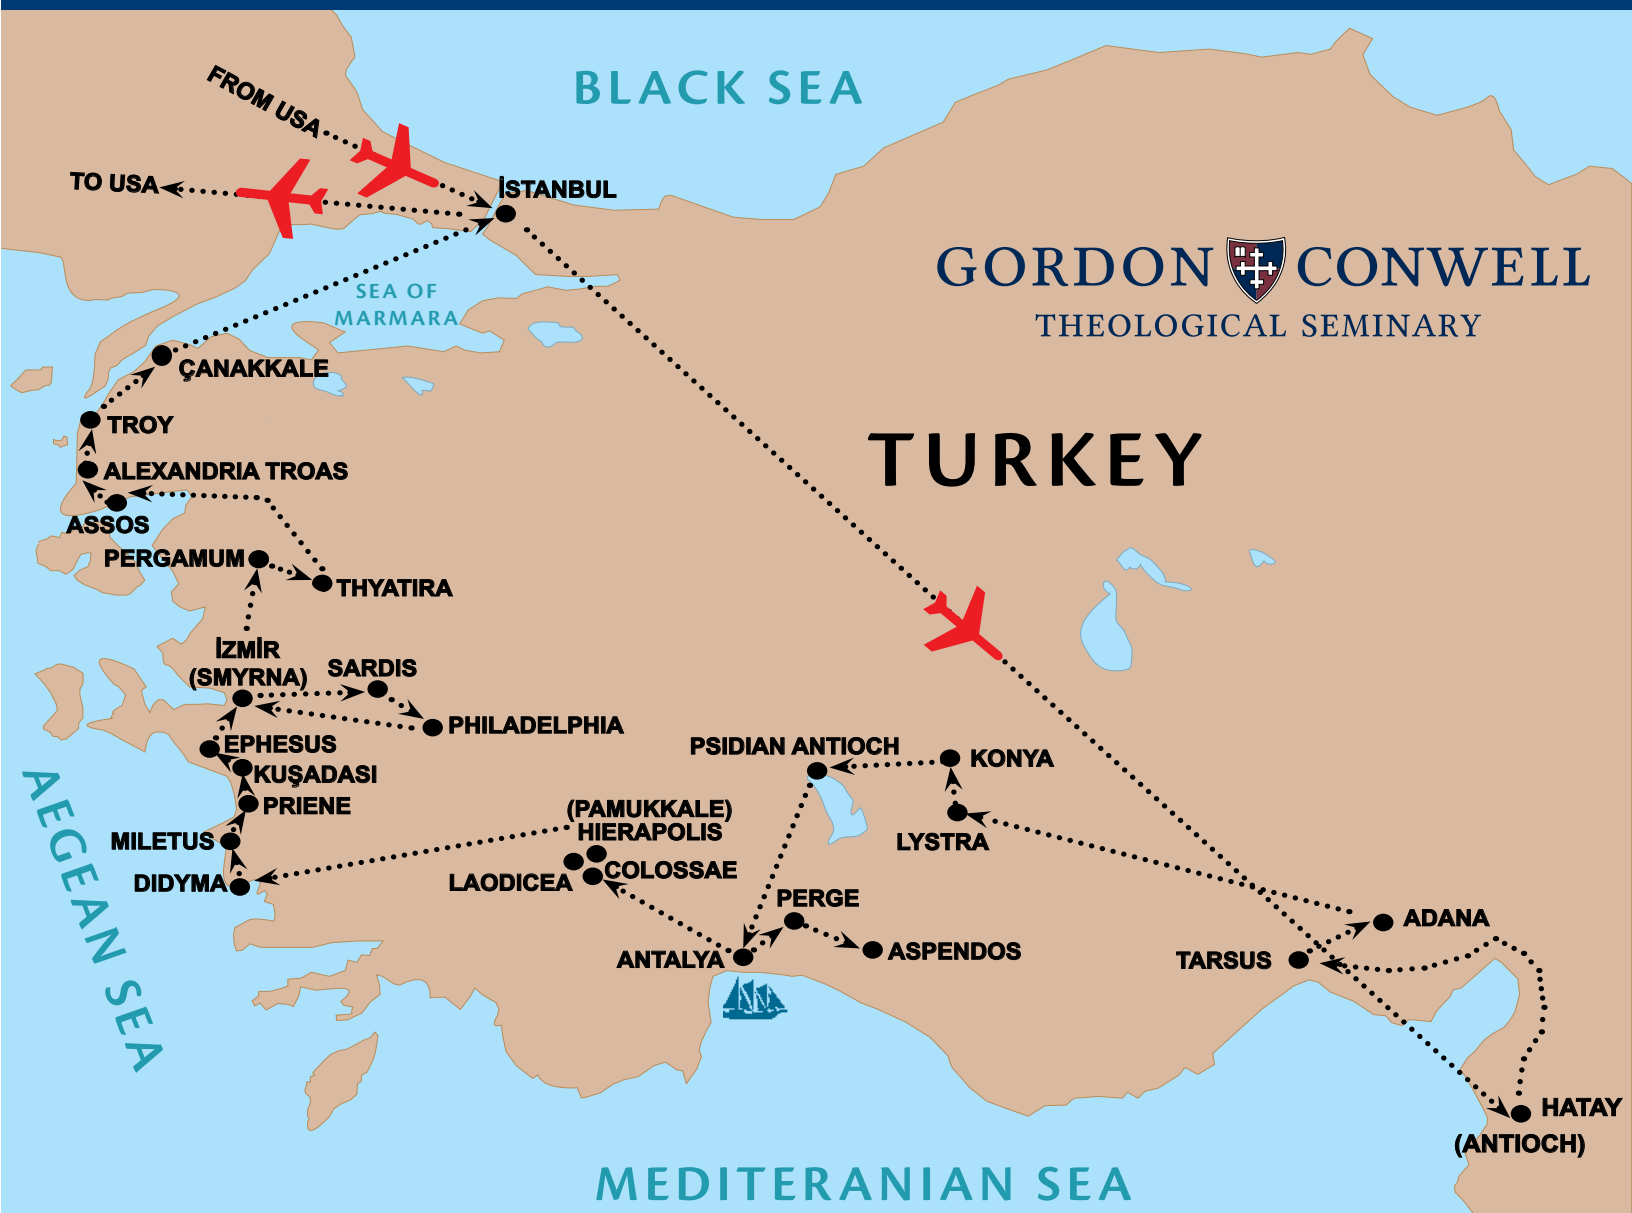 BLACK SEA
FROM USA
TO USA
İSTANBUL
GORDON CONWELL
THEOLOGICAL SEMINARY
SEA OF
MARMARA
ÇANAKKALE
TROY
TURKEY
ALEXANDRIA TROAS
ASSOS
PERGAMUM
THYATIRA
İZMİR
(SMYRNA)
SARDIS
PHILADELPHIA
EPHESUS
KUŞADASI
PRIENE
MILETUS
DIDYMA
AEGEAN SEA
PSIDIAN ANTIOCH
KONYA
LYSTRA
(PAMUKKALE)
HIERAPOLIS
COLOSSAE
LAODICEA
PERGE
ANTALYA
ASPENDOS
ADANA
TARSUS
HATAY
(ANTIOCH)
MEDITERANIAN SEA